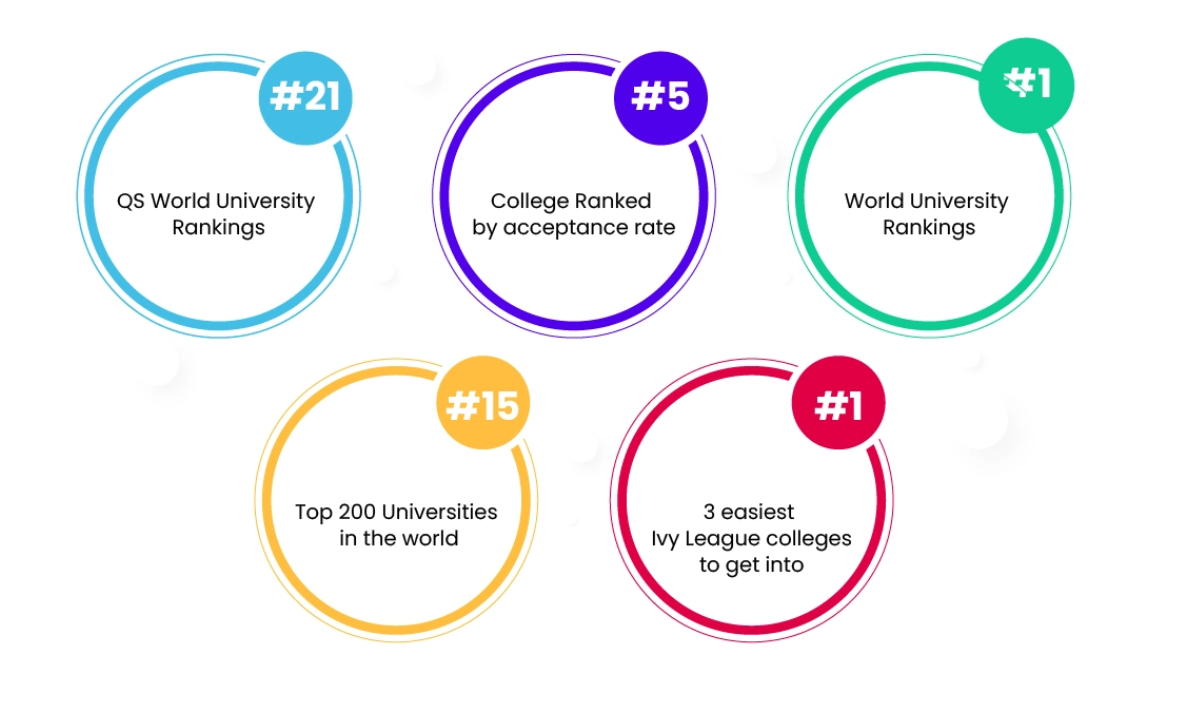 #21
QS World University
Rankings
#5
College Ranked
by acceptance rate
#1
World University
Rankings
#15
Top 200 Universities
in the world
#1
3 easiest
Ivy League colleges
to get into